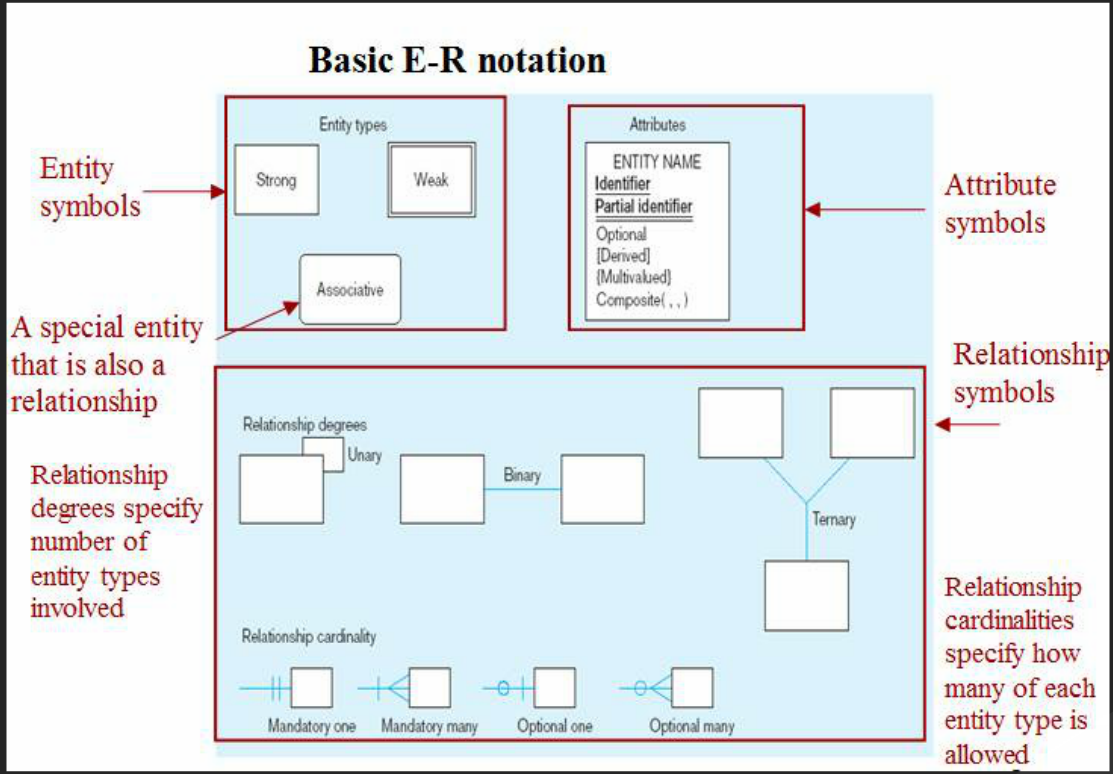 Basic E-R notation
Entity types
Attributes
Entity
symbols
Strong
Weak
ENTITY NAME
Identifier
Partial identifier
Optional
[Derived]
{Multivalued}
Composite( , , )
Attribute
symbols
Associative
A special entity
that is also a
relationship
Relationship
symbols
Relationship degrees
Unary
Binary
Ternary
Relationship
degrees specify
number of
entity types
involved
Relationship cardinality
Mandatory one
Mandatory many
Optional one
Optional many
Relationship
cardinalities
specify how
many of each
entity type is
allowed